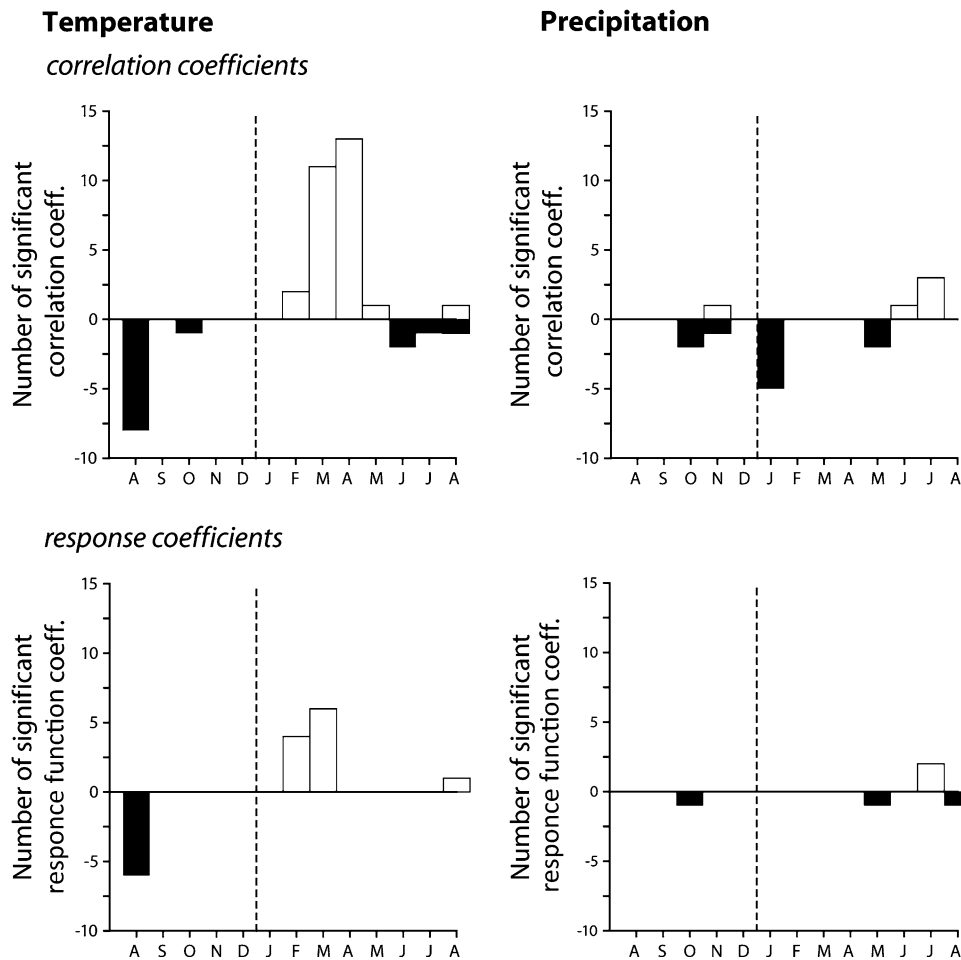 Temperature
Precipitation
correlation coefficients
Number of significant
correlation coeff.
15
10
5
0
-5
-10
A S O N D J F M A M J J A
Number of significant
correlation coeff.
15
10
5
0
-5
-10
A S O N D J F M A M J J A
response coefficients
Number of significant
responce function coeff.
15
10
5
0
-5
-10
A S O N D J F M A M J J A
Number of significant
responce function coeff.
15
10
5
0
-5
-10
A S O N D J F M A M J J A